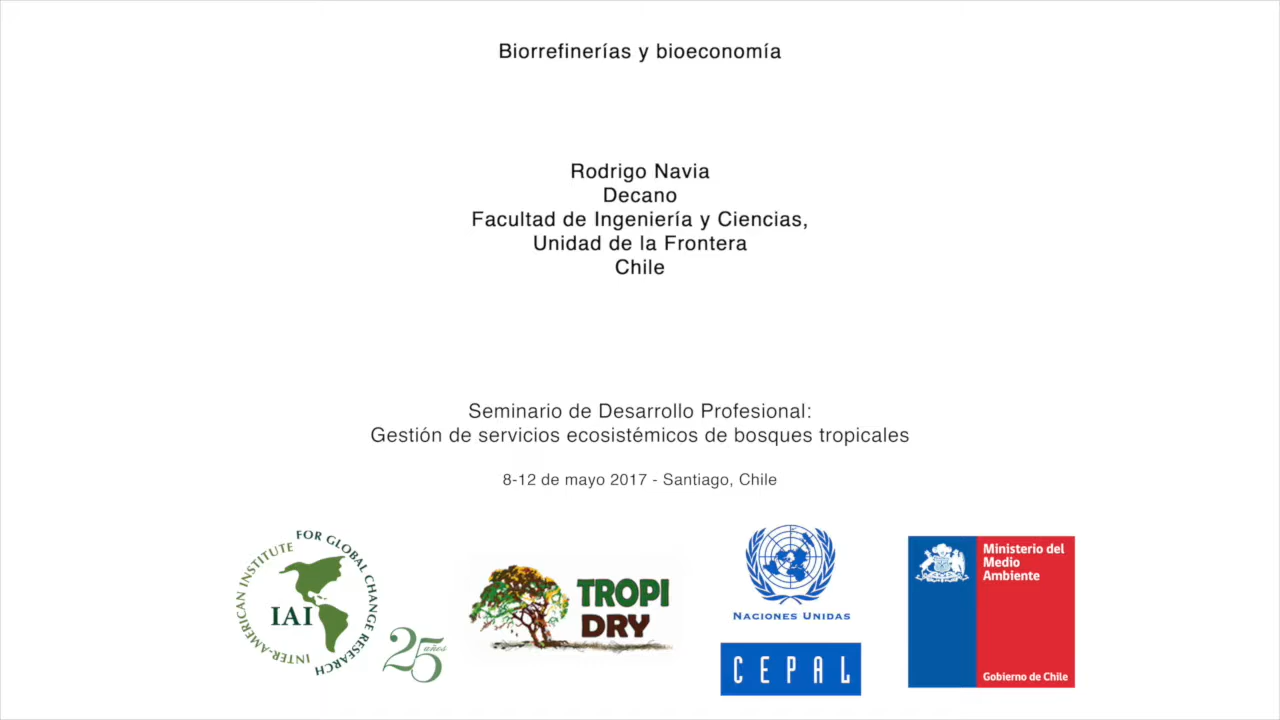 Biorrefinerías y bioeconomía
Rodrigo Navia
Decano
Facultad de Ingeniería y Ciencias,
Unidad de la Frontera
Chile
Seminario de Desarrollo Profesional:
Gestión de servicios ecosistémicos de bosques tropicales
8-12 de mayo 2017 - Santiago, Chile
INTER-AMERICAN INSTITUTE FOR GLOBAL CHANGE RESEARCH
IAI
25 años
TROPI
DRY
NACIONES UNIDAS
CEPAL
Ministerio del
Medio
Ambiente
Gobierno de Chile